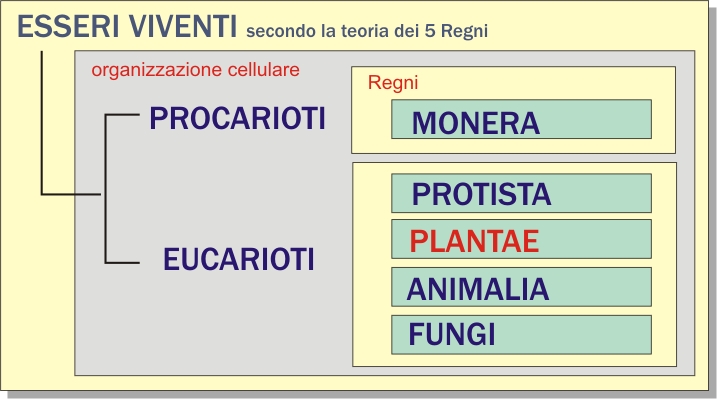 ESSERI VIVENTI secondo la teoria dei 5 Regni
organizzazione cellulare
Regni
PROCARIOTI
MONERA
EUCARIOTI
PROTISTA
PLANTAE
ANIMALIA
FUNGI